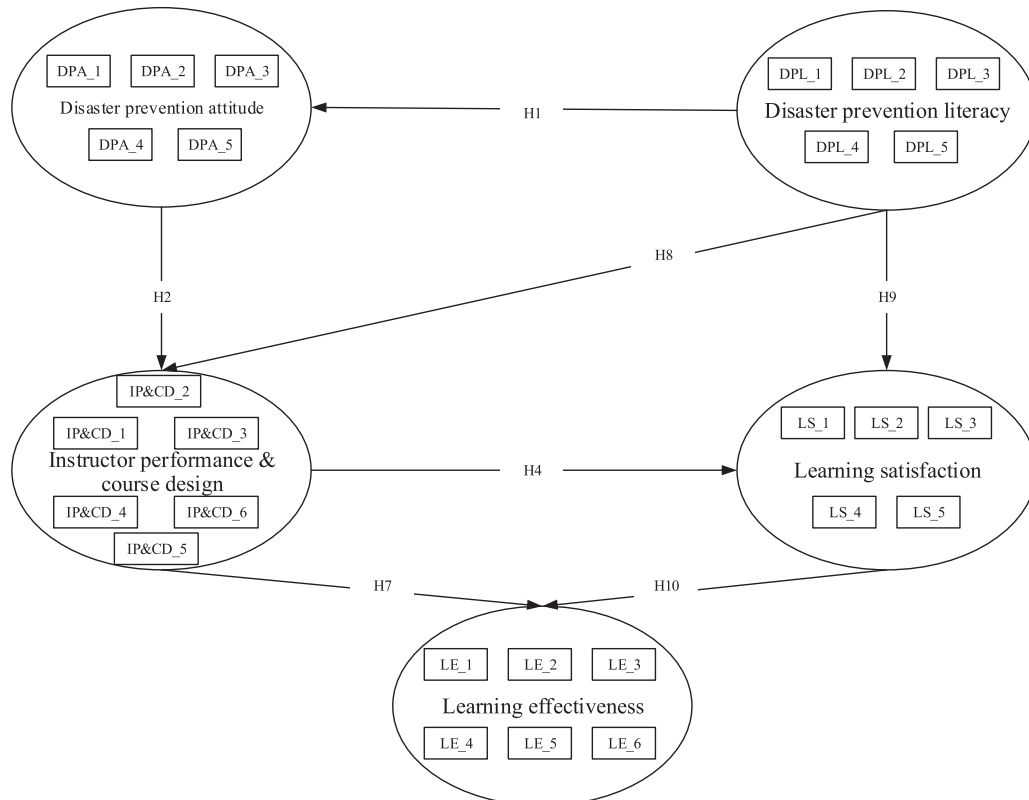 DPA_1 DPA_2 DPA_3
Disaster prevention attitude
DPA_4 DPA_5
H1
DPL_1 DPL_2 DPL_3
Disaster prevention literacy
DPL_4 DPL_5
H8
H2
H9
IP&CD_2
IP&CD_1 IP&CD_3
Instructor performance &
course design
IP&CD_4 IP&CD_6
IP&CD_5
H4
LS_1 LS_2 LS_3
Learning satisfaction
LS_4 LS_5
H7
H10
LE_1 LE_2 LE_3
Learning effectiveness
LE_4 LE_5 LE_6